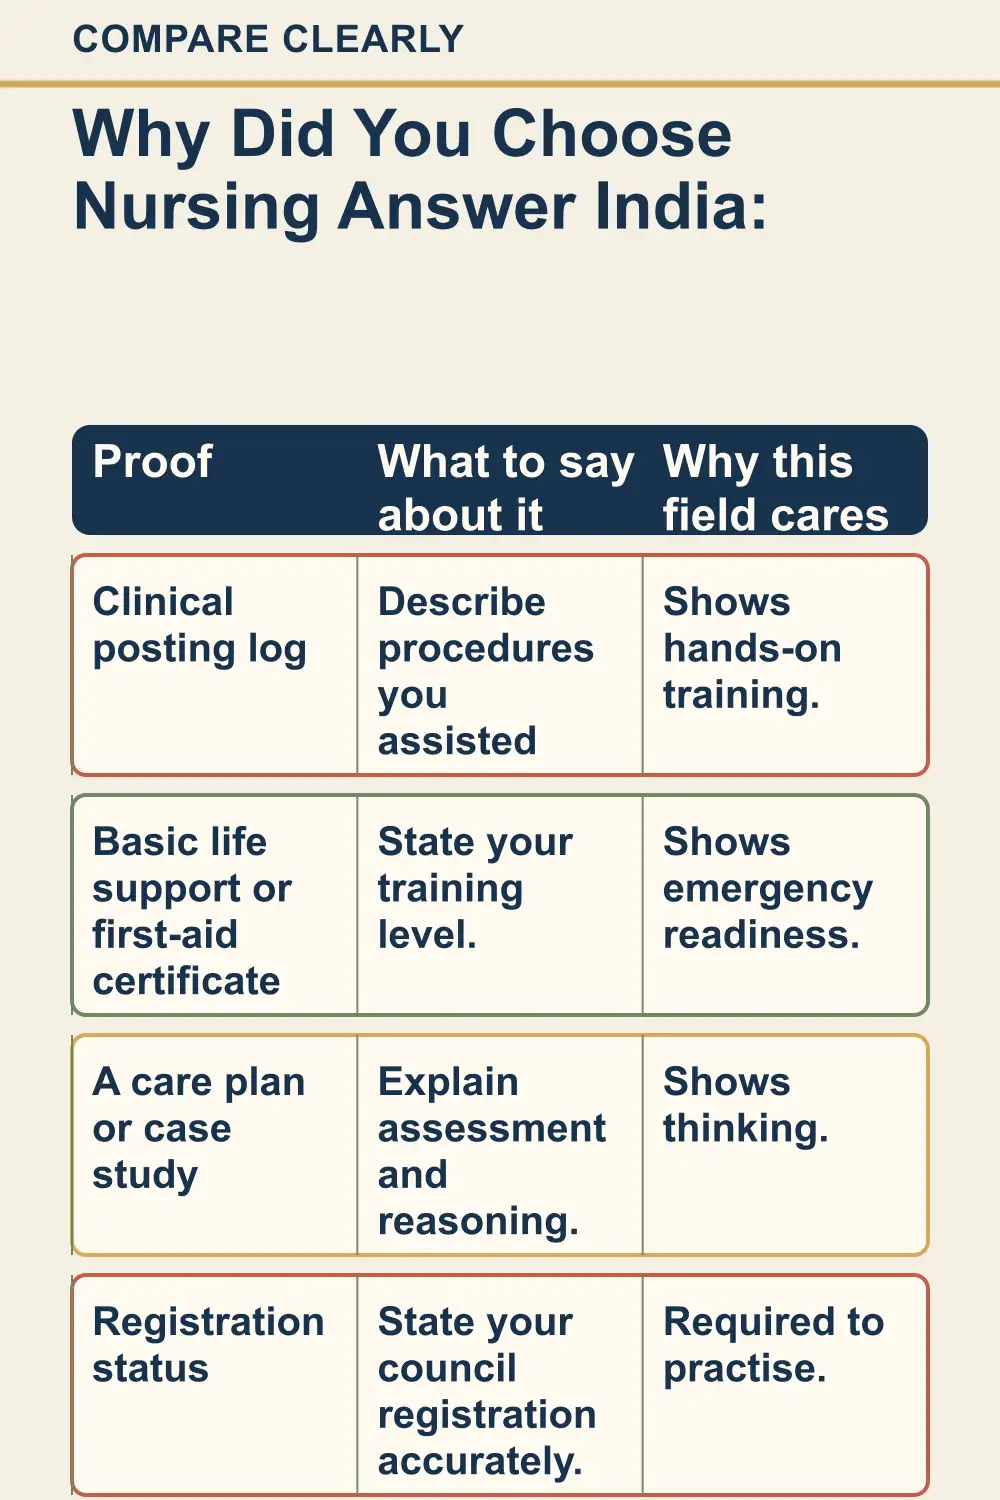 COMPARE CLEARLY
Why Did You Choose
Nursing Answer India:
Proof
What to say
about it
Why this
field cares
Clinical
posting log
Describe
procedures
you
assisted
Shows
hands-on
training.
Basic life
support or
first-aid
certificate
State your
training
level.
Shows
emergency
readiness.
A care plan
or case
study
Explain
assessment
and
reasoning.
Shows
thinking.
Registration
status
State your
council
registration
accurately.
Required to
practise.